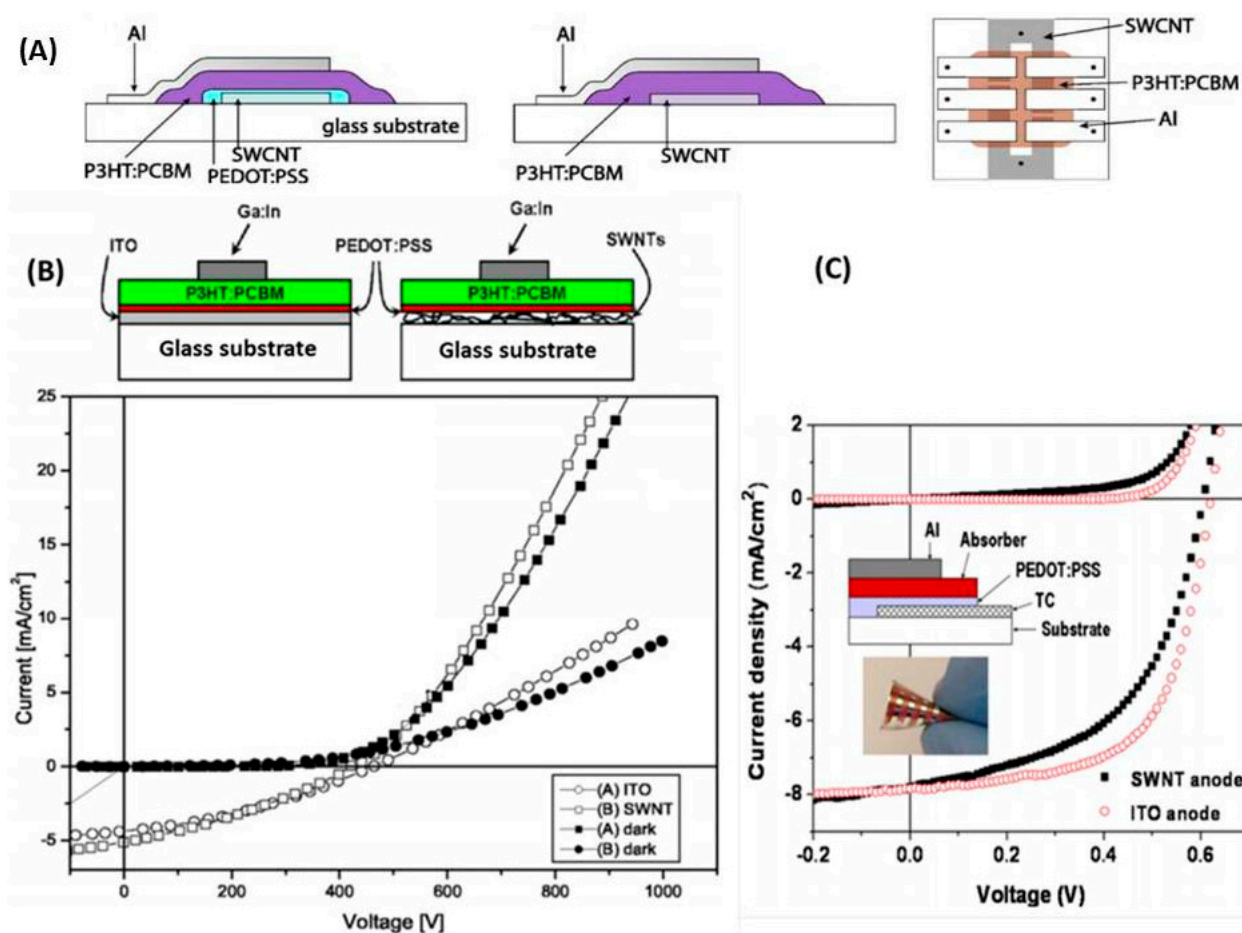 (A)
Al
glass substrate
P3HT:PCBM
SWCNT
PEDOT:PSS
Al
P3HT:PCBM
SWCNT
SWCNT
P3HT:PCBM
Al
(B)
ITO
Ga:In
P3HT:PCBM
Glass substrate
PEDOT:PSS
Ga:In
SWNTs
P3HT:PCBM
Glass substrate
25
20
15
10
5
0
-5
Current [mA/cm²]
0
200
400
600
800
1000
Voltage [V]
(A) ITO
(B) SWNT
(A) dark
(B) dark
(C)
2
0
-2
-4
-6
-8
Current density (mA/cm²)
Al
Absorber
PEDOT:PSS
TC
Substrate
SWNT anode
ITO anode
-0.2
0.0
0.2
0.4
0.6
Voltage (V)